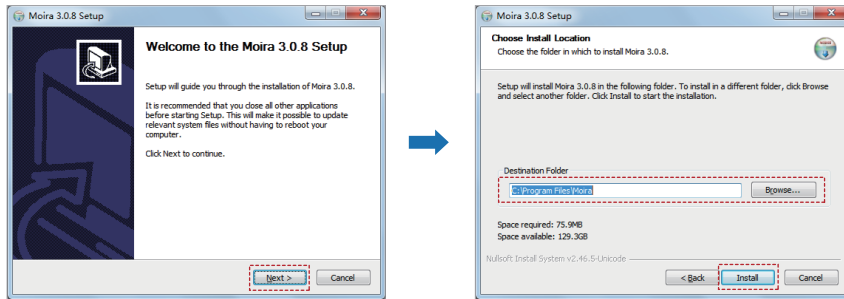 Moira 3.0.8 Setup
Welcome to the Moira 3.0.8 Setup
Setup will guide you through the installation of Moira 3.0.8.
It is recommended that you close all other applications
before starting Setup. This will make it possible to update
relevant system files without having to reboot your
computer.
Click Next to continue.
Next >
Cancel
Moira 3.0.8 Setup
Choose Install Location
Choose the folder in which to install Moira 3.0.8.
Setup will install Moira 3.0.8 in the following folder. To install in a different folder, click Browse
and select another folder. Click Install to start the installation.
Destination Folder
C:\Program Files\Moira
Browse...
Space required: 75.9MB
Space available: 129.3GB
Nullsoft Install System v2.46.5-Unicode
< Back
Install
Cancel